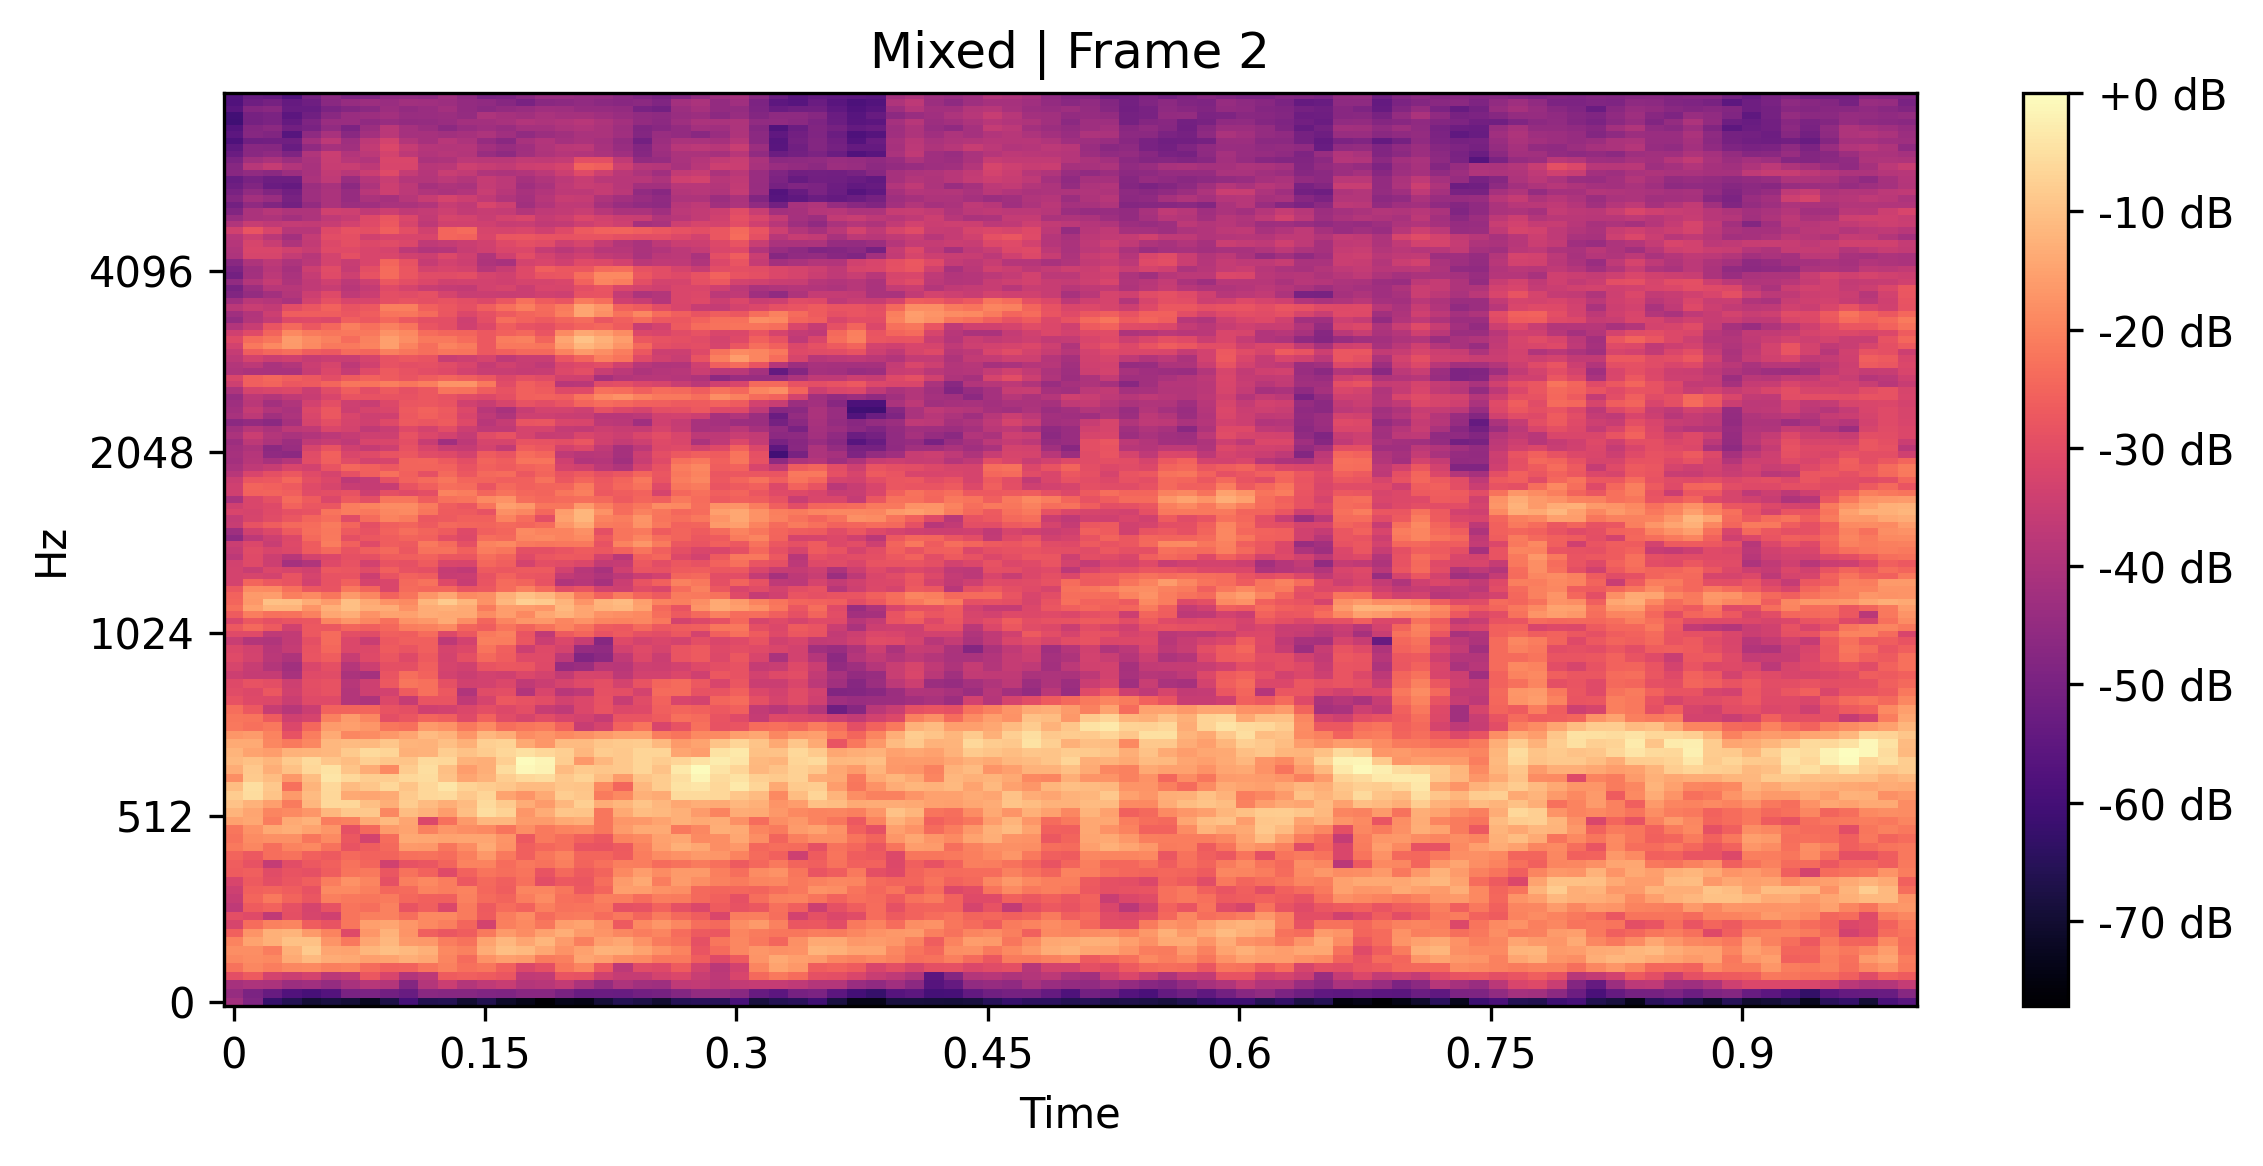 Mixed | Frame 2
Hz
4096
2048
1024
512
0
0 0.15 0.3 0.45 0.6 0.75 0.9
Time
+0 dB
-10 dB
-20 dB
-30 dB
-40 dB
-50 dB
-60 dB
-70 dB